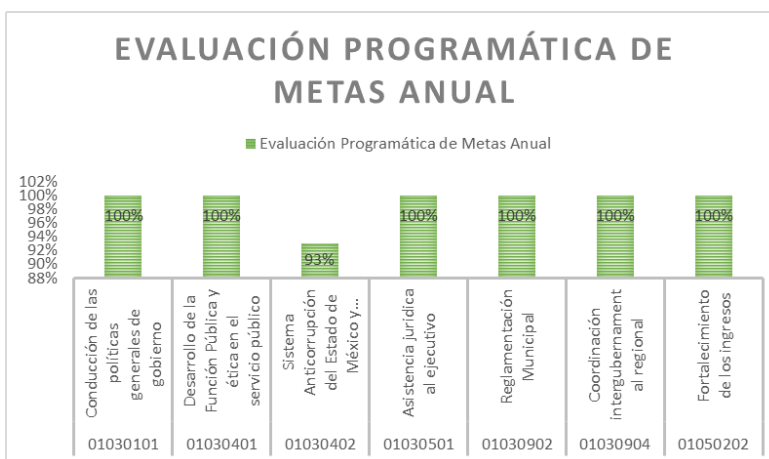 EVALUACIÓN PROGRAMÁTICA DE
METAS ANUAL
Evaluación Programática de Metas Anual
102%
100%
98%
96%
94%
92%
90%
88%
100%
100%
93%
100%
100%
100%
100%
Conducción de las
políticas
generales de
gobierno
Desarrollo de la
Función Pública y
ética en el
servicio público
Sistema
Anticorrupción
del Estado de
México y...
Asistencia jurídica
al ejecutivo
Reglamentación
Municipal
Coordinación
intergubernament
al regional
Fortalecimiento
de los ingresos
01030101
01030401
01030402
01030501
01030902
01030904
01050202